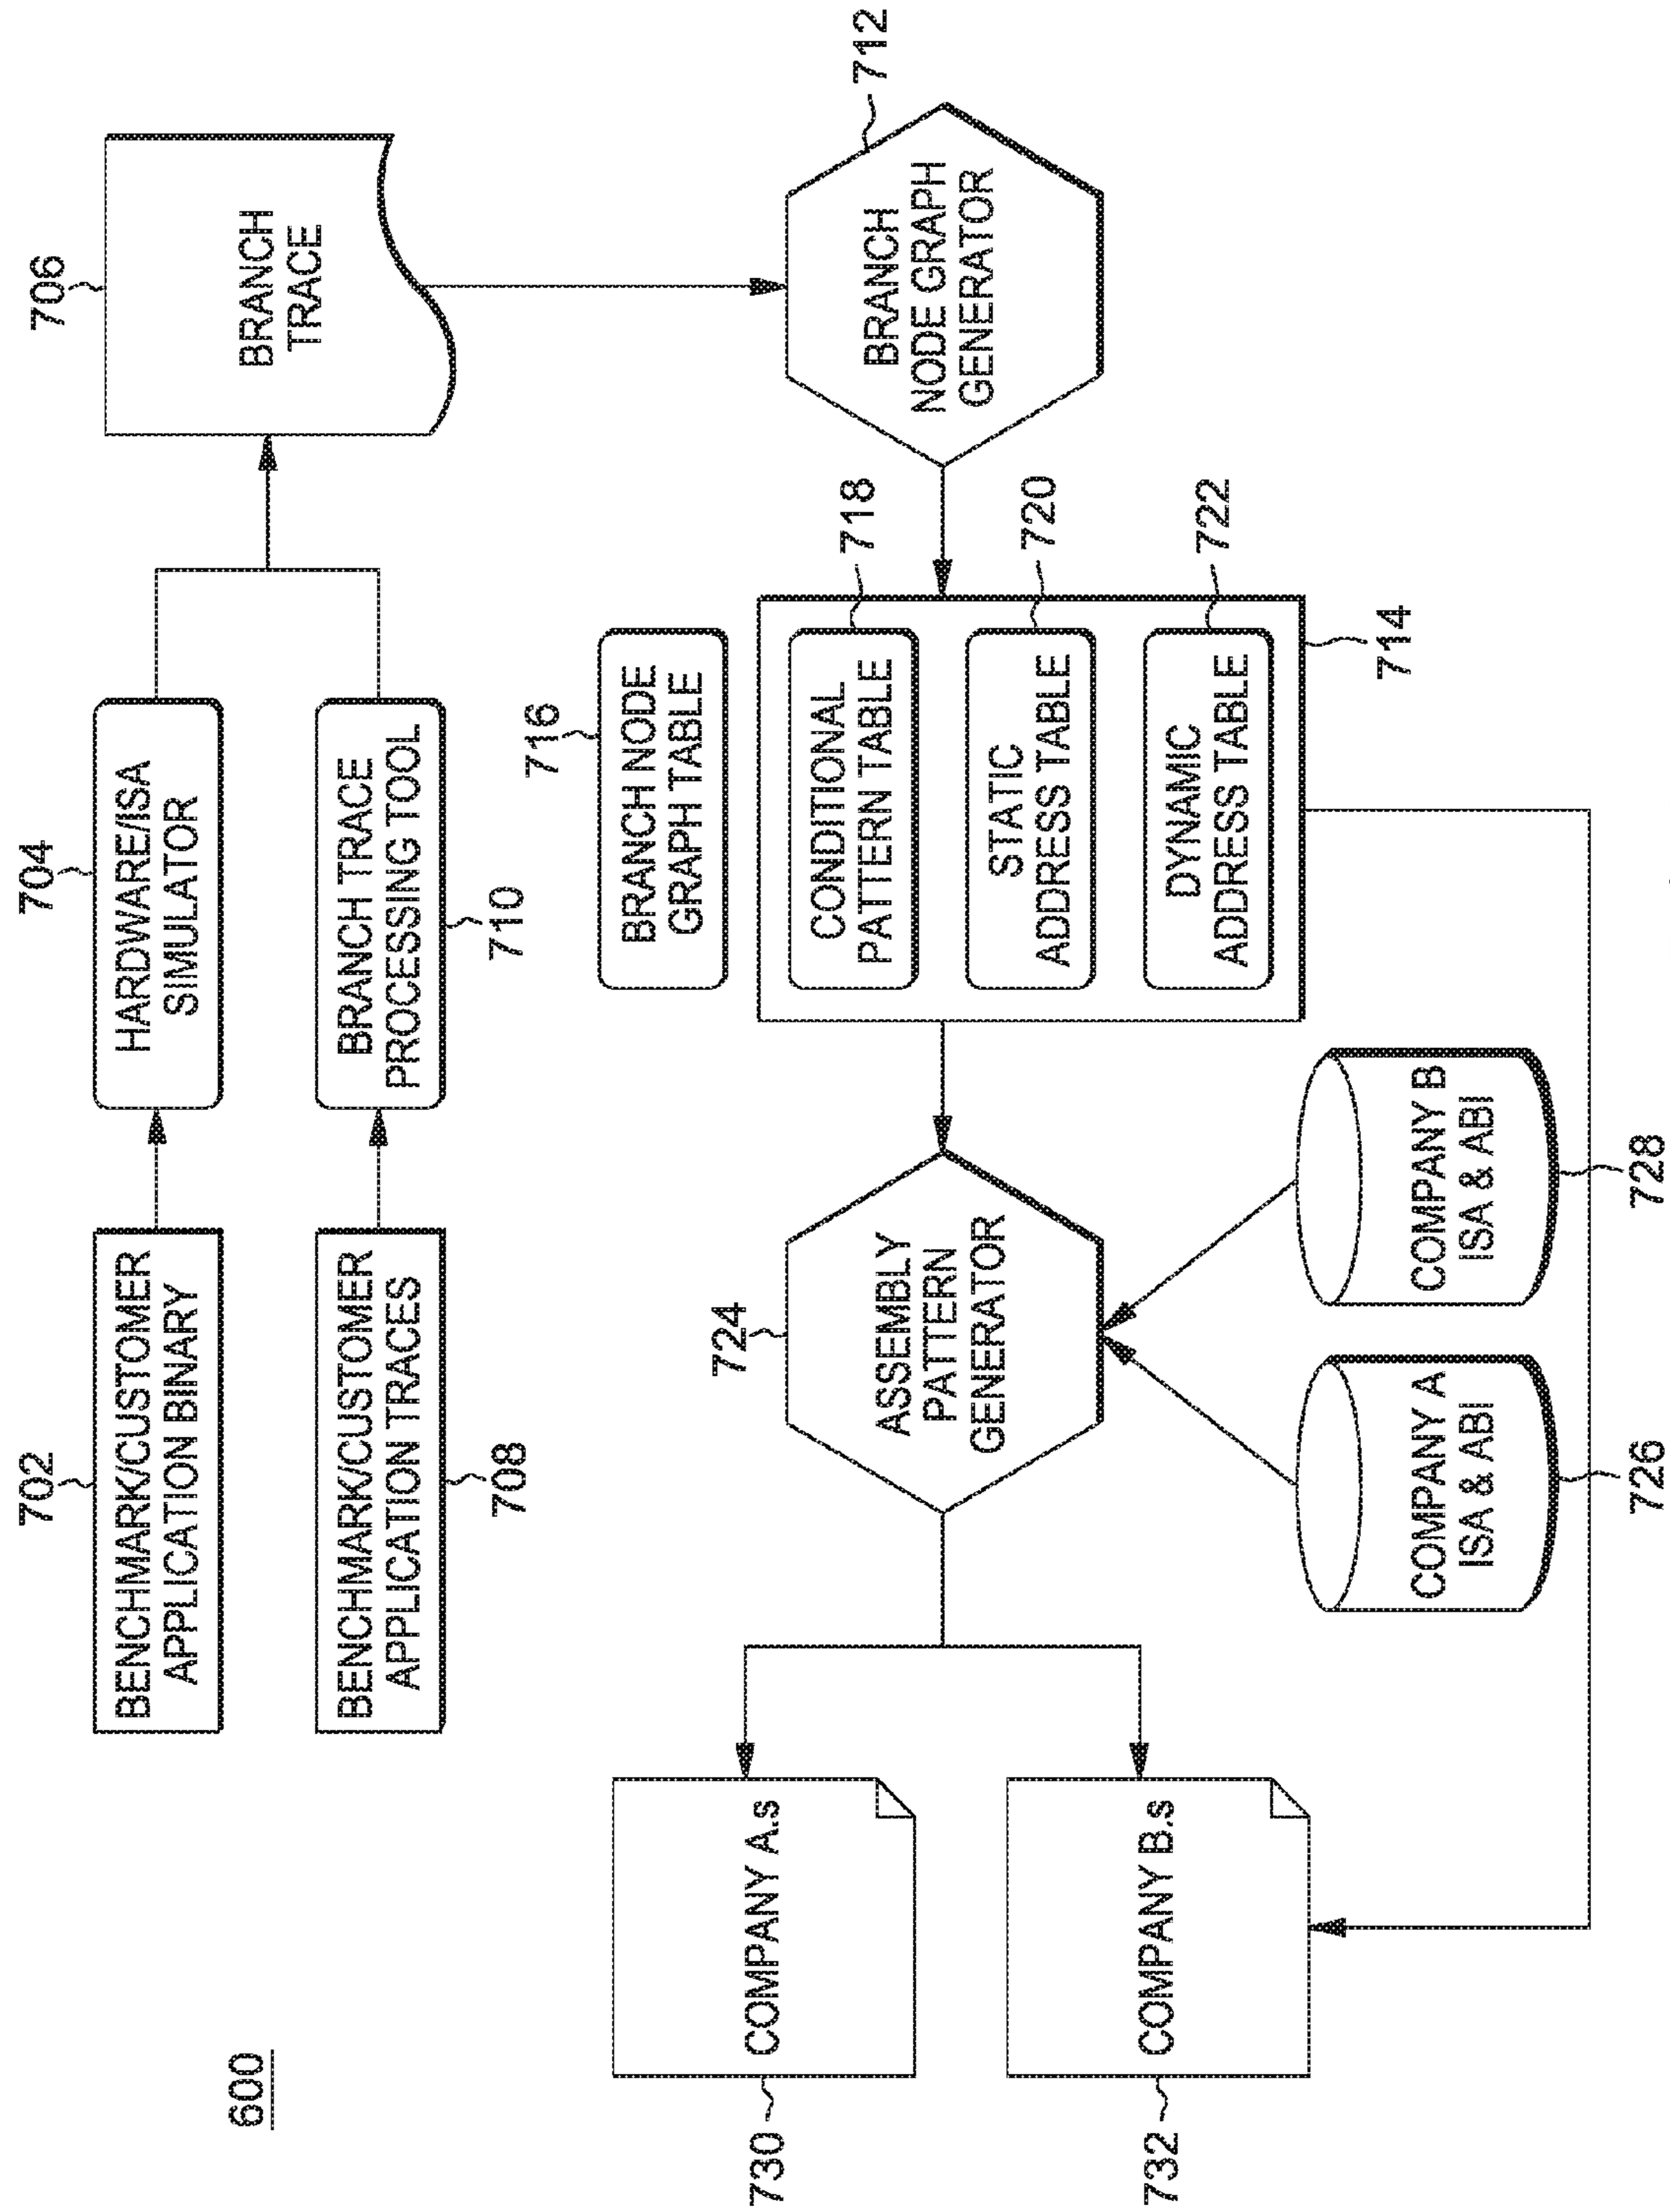 600
702
BENCHMARK/CUSTOMER
APPLICATION BINARY
704
HARDWARE/ISA
SIMULATOR
706
BRANCH
TRACE
BENCHMARK/CUSTOMER
APPLICATION TRACES
708
BRANCH TRACE
PROCESSING TOOL
710
716
BRANCH NODE
GRAPH TABLE
712
BRANCH
NODE GRAPH
GENERATOR
718
CONDITIONAL
PATTERN TABLE
720
STATIC
ADDRESS TABLE
722
DYNAMIC
ADDRESS TABLE
714
724
ASSEMBLY
PATTERN
GENERATOR
730
COMPANY A.s
732
COMPANY B.s
COMPANY A
ISA & ABI
726
COMPANY B
ISA & ABI
728